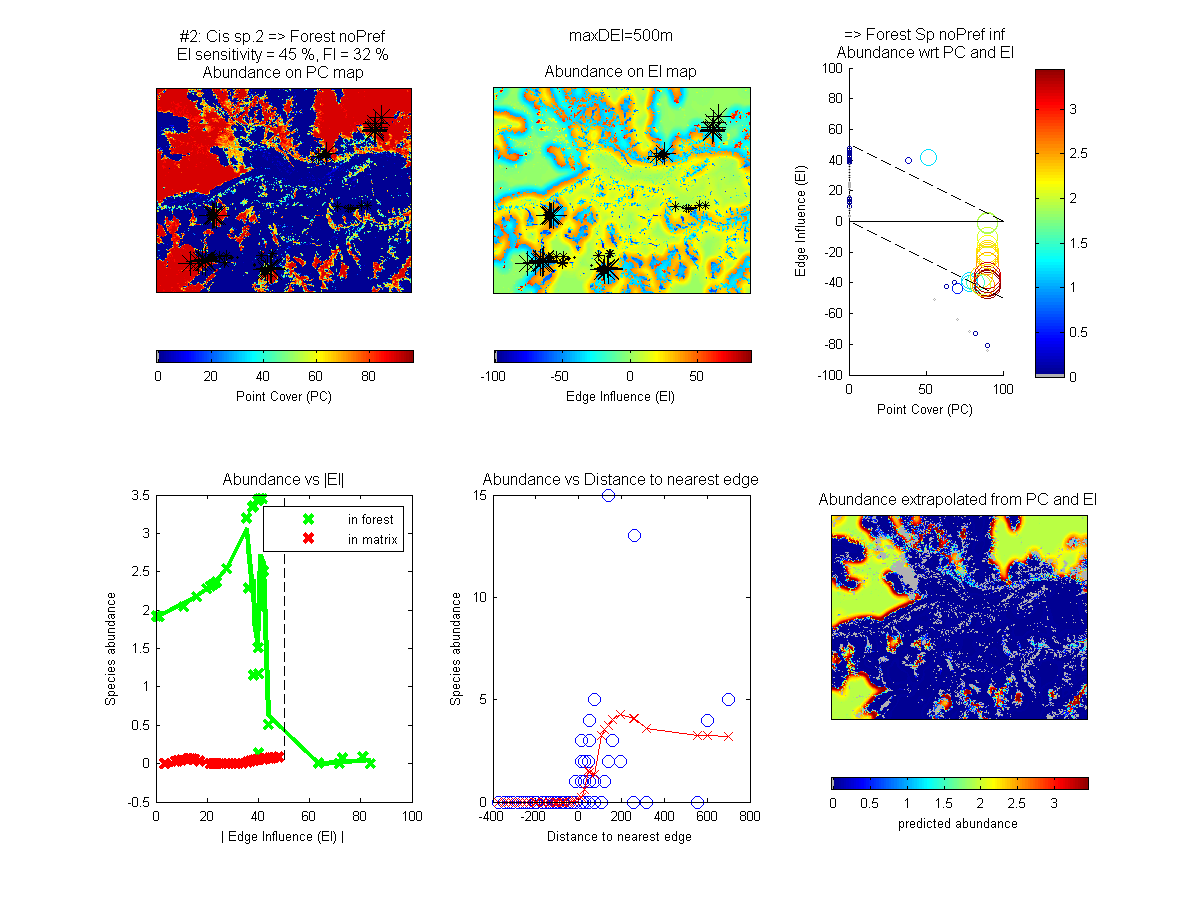 #2: Cis sp.2 => Forest noPref
EI sensitivity = 45 %, FI = 32 %
Abundance on PC map
0 20 40 60 80
Point Cover (PC)
maxDEI=500m
Abundance on EI map
-100 -50 0 50
Edge Influence (EI)
=> Forest Sp noPref inf
Abundance wrt PC and EI
100
80
60
40
20
0
-20
-40
-60
-80
-100
Edge Influence (EI)
0 50 100
Point Cover (PC)
3
2.5
2
1.5
1
0.5
0
Abundance vs |EI|
3.5
3
2.5
2
1.5
1
0.5
0
-0.5
Species abundance
in forest
in matrix
0 20 40 60 80 100
| Edge Influence (EI) |
Abundance vs Distance to nearest edge
15
10
5
0
Species abundance
-400 -200 0 200 400 600 800
Distance to nearest edge
Abundance extrapolated from PC and EI
0 0.5 1 1.5 2 2.5 3
predicted abundance